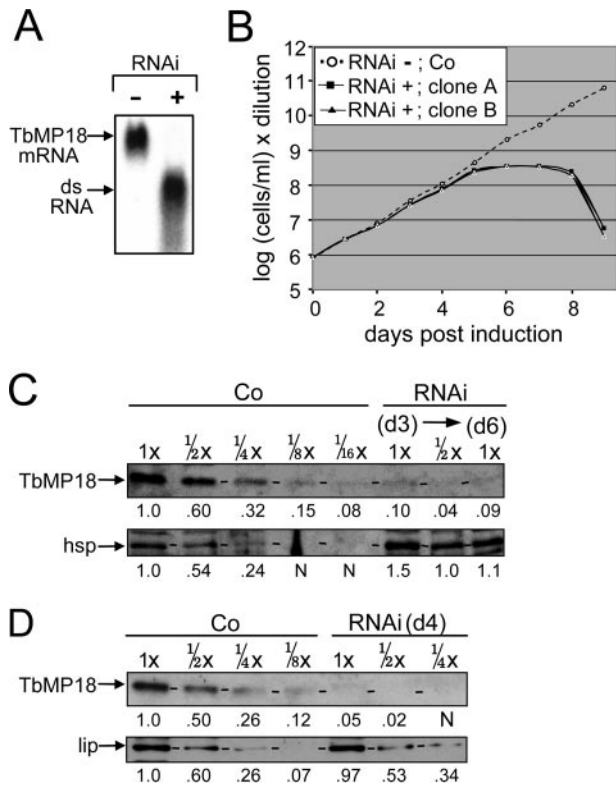 A
RNAi
- +
TbMP18 mRNA
ds RNA
B
RNAi - ; Co
RNAi + ; clone A
RNAi + ; clone B
12
11
10
9
8
7
6
5
log (cells/ml) x dilution
0 2 4 6 8
days post induction
C
Co RNAi
(d3) (d6)
1x 1/2x 1/4x 1/8x 1/16x 1x 1/2x 1x
TbMP18
1.0 .60 .32 .15 .08 .10 .04 .09
hsp
1.0 .54 .24 N N 1.5 1.0 1.1
D
Co RNAi (d4)
1x 1/2x 1/4x 1/8x 1x 1/2x 1/4x
TbMP18
1.0 .50 .26 .12 .05 .02 N
lip
1.0 .60 .26 .07 .97 .53 .34